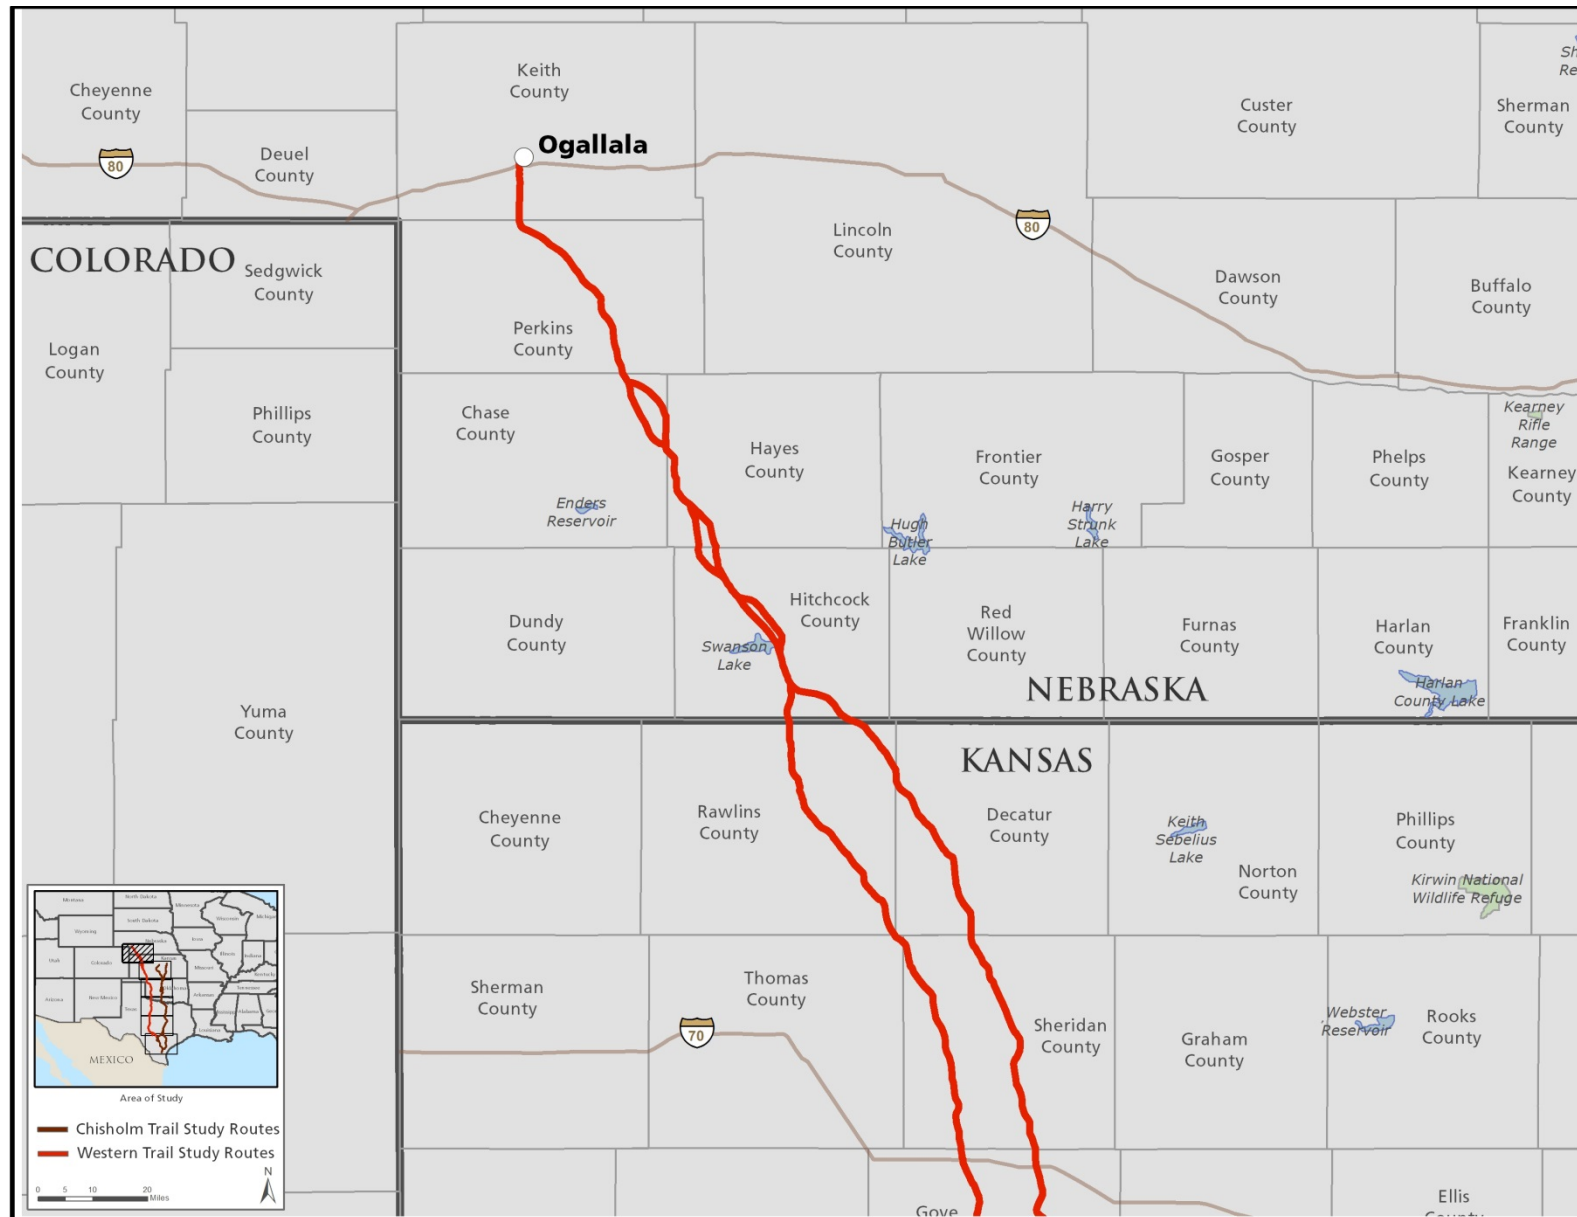 Keith
County
Cheyenne
County
Custer
County
Sherman
County
Ogallala
Deuel
County
80
80
Lincoln
County
COLORADO
Sedgwick
County
Dawson
County
Buffalo
County
Perkins
County
Logan
County
Phillips
County
Chase
County
Hayes
County
Frontier
County
Gosper
County
Phelps
County
Kearney
Rifle
Range
Kearney
County
Enders
Reservoir
Hugh
Butler
Lake
Harry
Strunk
Lake
Dundy
County
Hitchcock
County
Red
Willow
County
Furnas
County
Harlan
County
Franklin
County
Swanson
Lake
NEBRASKA
Harlan
County Lake
Yuma
County
KANSAS
Cheyenne
County
Rawlins
County
Decatur
County
Keith
Sebelius
Lake
Phillips
County
Norton
County
Kirwin National
Wildlife Refuge
Sherman
County
Thomas
County
70
Sheridan
County
Graham
County
Webster
Reservoir
Rooks
County
Gove
Ellis
MEXICO
Area of Study
Chisholm Trail Study Routes
Western Trail Study Routes
N
0 5 10 20
Miles